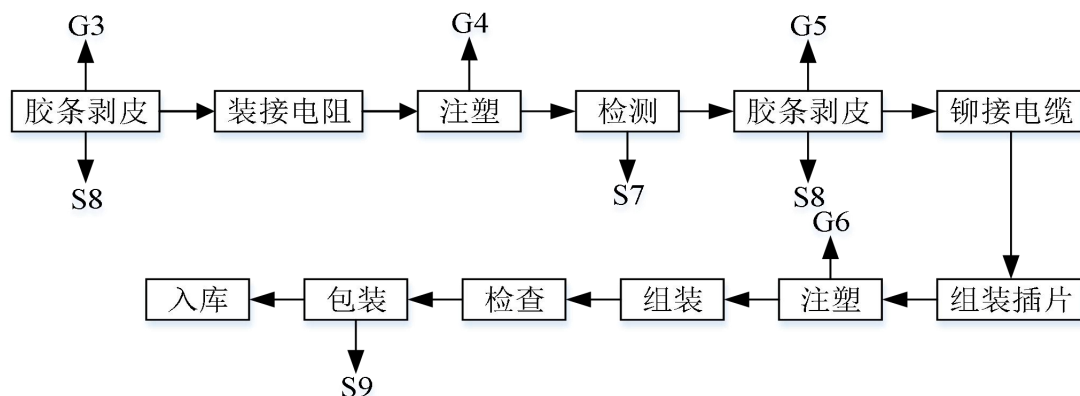 G3 G4 G5
胶条剥皮 装接电阻 注塑 检测 胶条剥皮 铆接电缆
S8 S7 S8
G6
入库 包装 检查 组装 注塑 组装插片
S9